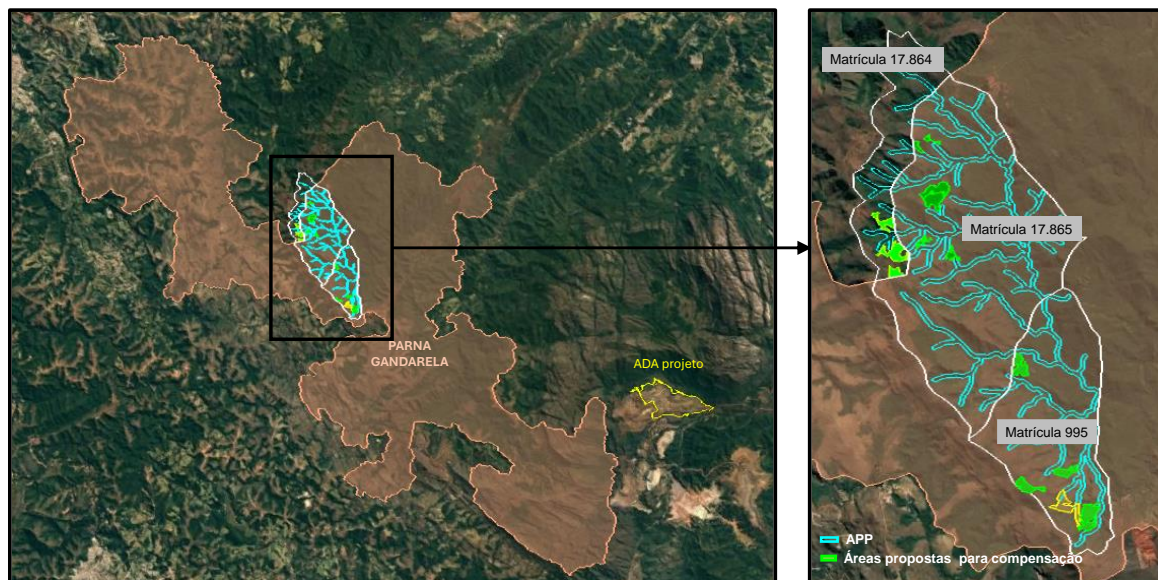 PARNA
GANDARELA
ADA projeto
Matrícula 17.864
Matrícula 17.865
Matrícula 995
APP
Áreas propostas para compensação